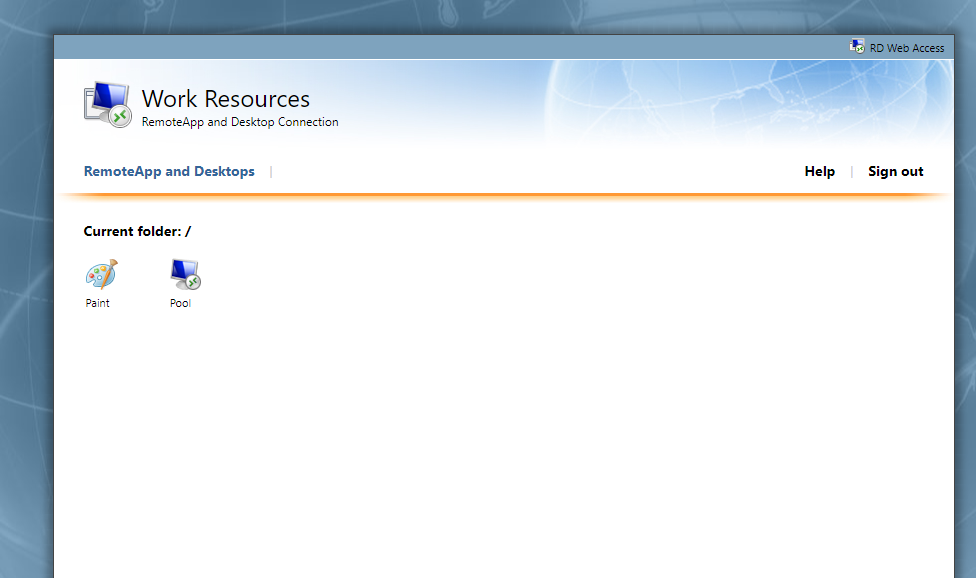 RD Web Access
Work Resources
RemoteApp and Desktop Connection
RemoteApp and Desktops | Help | Sign out
Current folder: /
Paint Pool